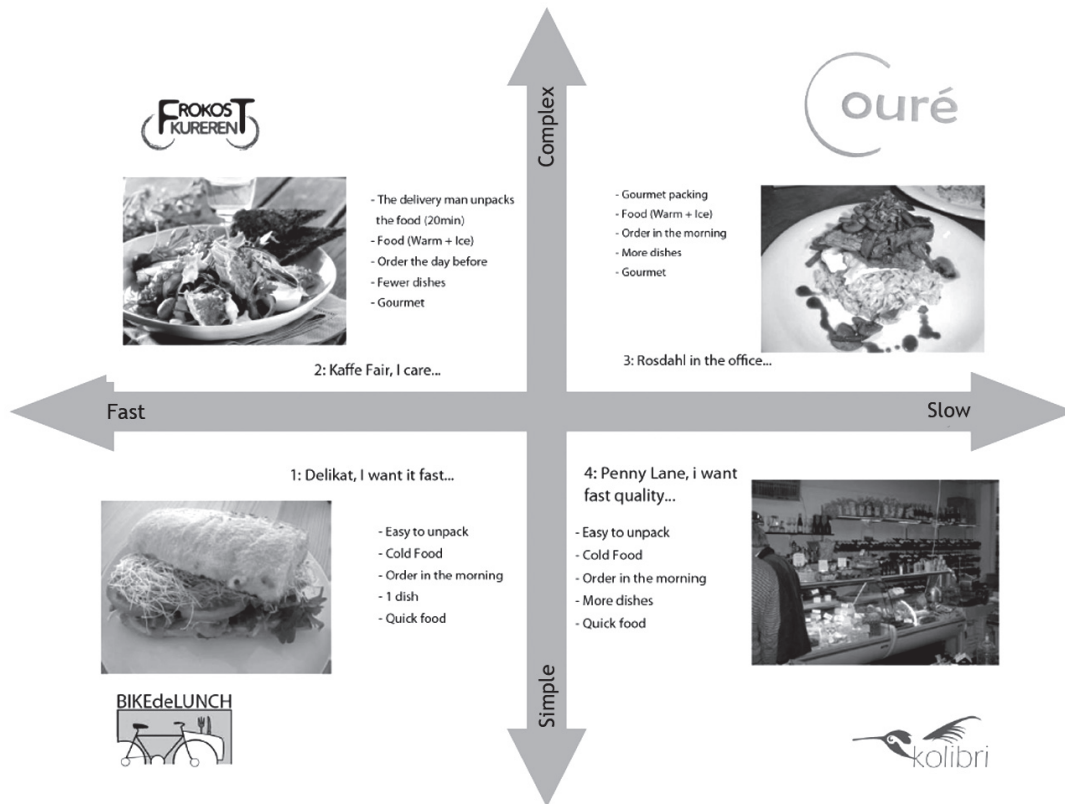 Complex
FROKOST
KUREREN
- The delivery man unpacks
the food (20min)
- Food (Warm + Ice)
- Order the day before
- Fewer dishes
- Gourmet
2: Kaffe Fair, I care...
Couré
- Gourmet packing
- Food (Warm + Ice)
- Order in the morning
- More dishes
- Gourmet
3: Rosdahl in the office...
Fast
Slow
1: Delikat, I want it fast...
- Easy to unpack
- Cold Food
- Order in the morning
- 1 dish
- Quick food
BIKEdeLUNCH
4: Penny Lane, i want
fast quality...
- Easy to unpack
- Cold Food
- Order in the morning
- More dishes
- Quick food
kolibri
Simple